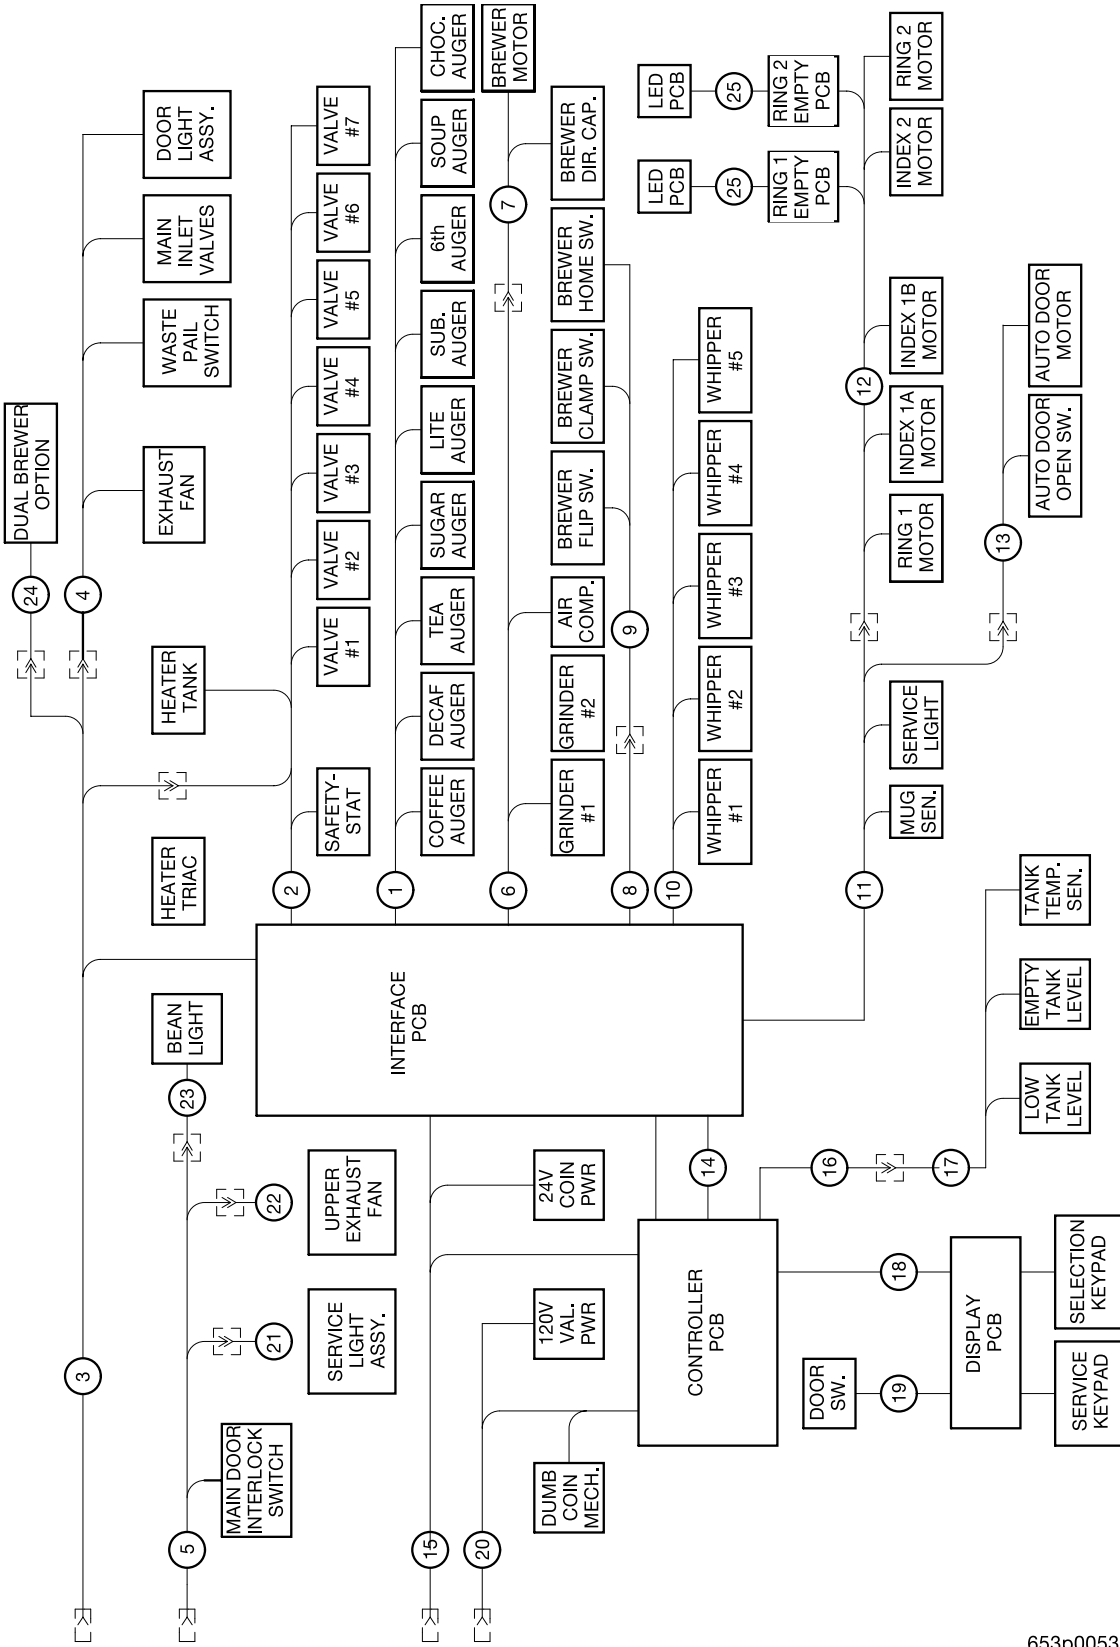 DUAL BREWER
OPTION
24
4
3
EXHAUST
FAN
WASTE
PAIL
SWITCH
MAIN
INLET
VALVES
DOOR
LIGHT
ASSY.
HEATER
TANK
HEATER
TRIAC
BEAN
LIGHT
23
22
21
5
MAIN DOOR
INTERLOCK
SWITCH
SERVICE
LIGHT
ASSY.
UPPER
EXHAUST
FAN
2
SAFETY-
STAT
VALVE
#1
VALVE
#2
VALVE
#3
VALVE
#4
VALVE
#5
VALVE
#6
VALVE
#7
INTERFACE
PCB
1
COFFEE
AUGER
DECAF
AUGER
TEA
AUGER
SUGAR
AUGER
LITE
AUGER
SUB.
AUGER
6th
AUGER
SOUP
AUGER
CHOC.
AUGER
15
20
6
7
BREWER
MOTOR
GRINDER
#1
GRINDER
#2
AIR
COMP.
BREWER
FLIP SW.
BREWER
CLAMP SW.
BREWER
HOME SW.
BREWER
DIR. CAP.
DUMB
COIN
MECH.
120V
VAL.
PWR
24V
COIN
PWR
8
9
10
WHIPPER
#1
WHIPPER
#2
WHIPPER
#3
WHIPPER
#4
WHIPPER
#5
LED
PCB
25
RING 1
EMPTY
PCB
LED
PCB
25
RING 2
EMPTY
PCB
CONTROLLER
PCB
14
16
17
11
12
MUG
SEN.
SERVICE
LIGHT
RING 1
MOTOR
INDEX 1A
MOTOR
INDEX 1B
MOTOR
INDEX 2
MOTOR
RING 2
MOTOR
13
AUTO DOOR
OPEN SW.
AUTO DOOR
MOTOR
LOW
TANK
LEVEL
EMPTY
TANK
LEVEL
TANK
TEMP.
SEN.
DOOR
SW.
19
18
DISPLAY
PCB
SERVICE
KEYPAD
SELECTION
KEYPAD
653p0053